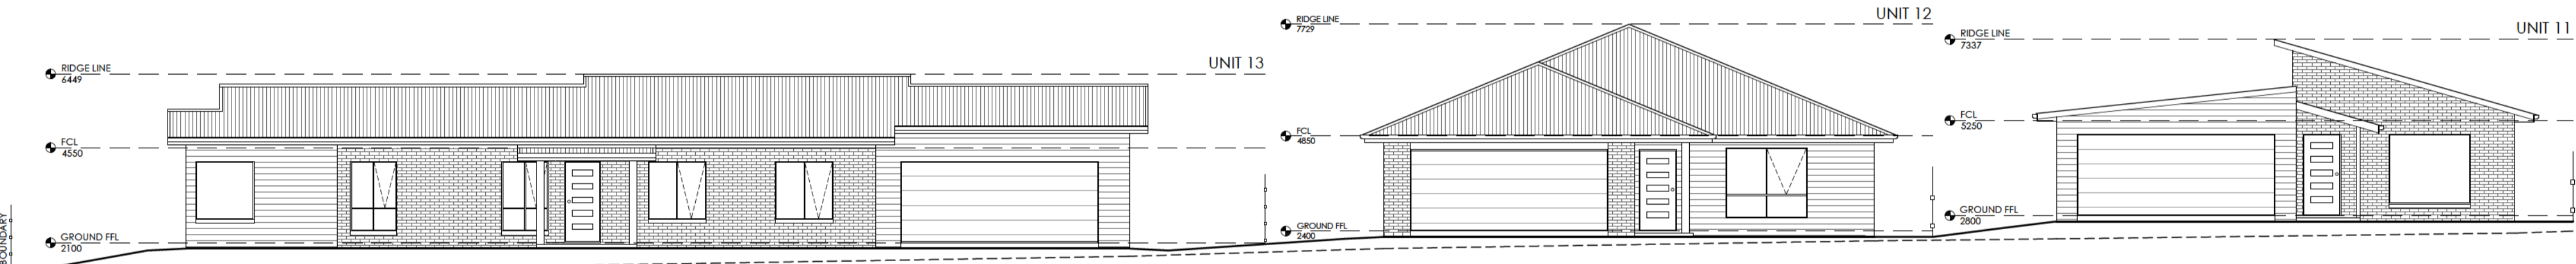 UNIT 13
RIDGE LINE
6449
FCL
4550
GROUND FFL
2100
BOUNDARY
UNIT 12
RIDGE LINE
7729
FCL
4850
GROUND FFL
2400
UNIT 11
RIDGE LINE
7337
FCL
5250
GROUND FFL
2800